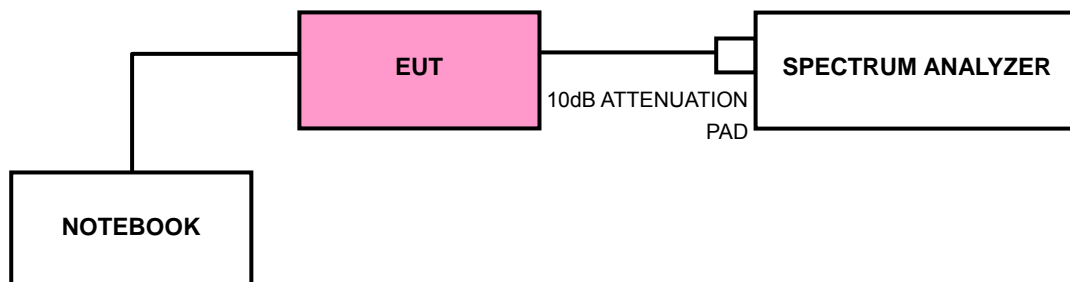 EUT
SPECTRUM ANALYZER
10dB ATTENUATION
PAD
NOTEBOOK